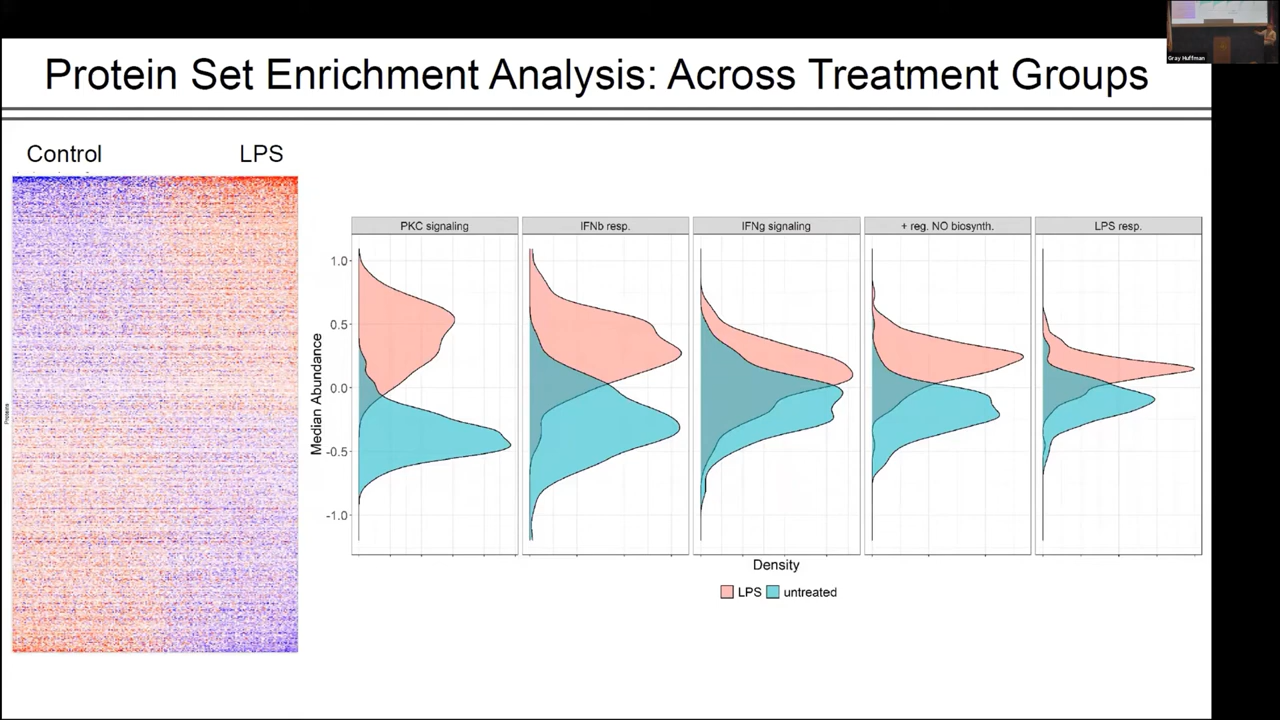 Gray Huffman
Protein Set Enrichment Analysis: Across Treatment Groups
Control LPS
Proteins
PKC signaling IFNb resp. IFNg signaling + reg. NO biosynth. LPS resp.
Median Abundance
1.0
0.5
0.0
-0.5
-1.0
Density
LPS untreated